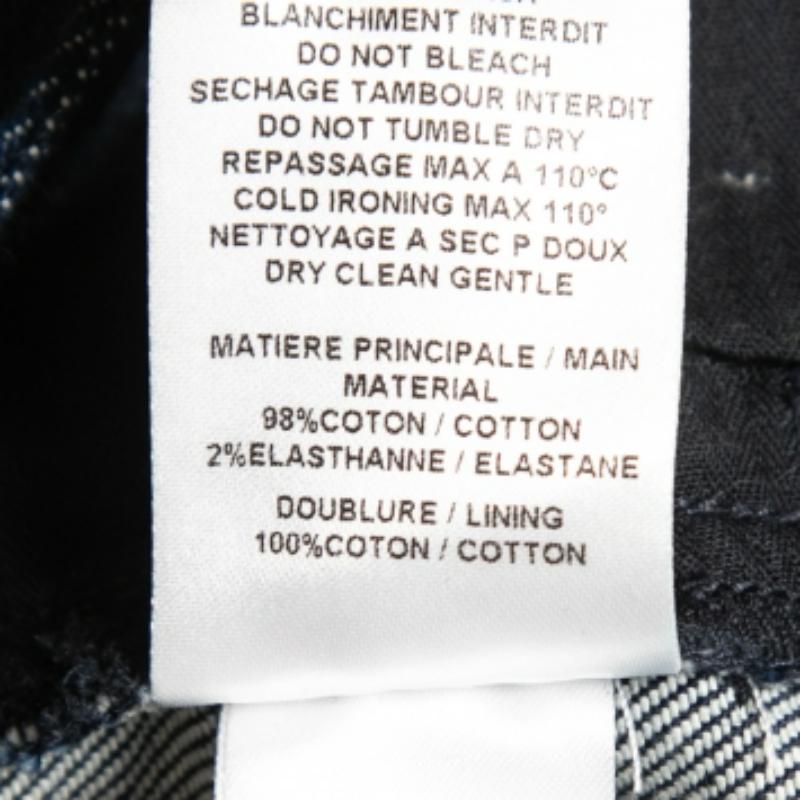 BLANCHIMENT INTERDIT
DO NOT BLEACH
SECHAGE TAMBOUR INTERDIT
DO NOT TUMBLE DRY
REPASSAGE MAX A 110°C
COLD IRONING MAX 110°
NETTOYAGE A SEC P DOUX
DRY CLEAN GENTLE
MATIERE PRINCIPALE / MAIN
MATERIAL
98%COTON / COTTON
2%ELASTHANNE / ELASTANE
DOUBLURE / LINING
100%COTON / COTTON